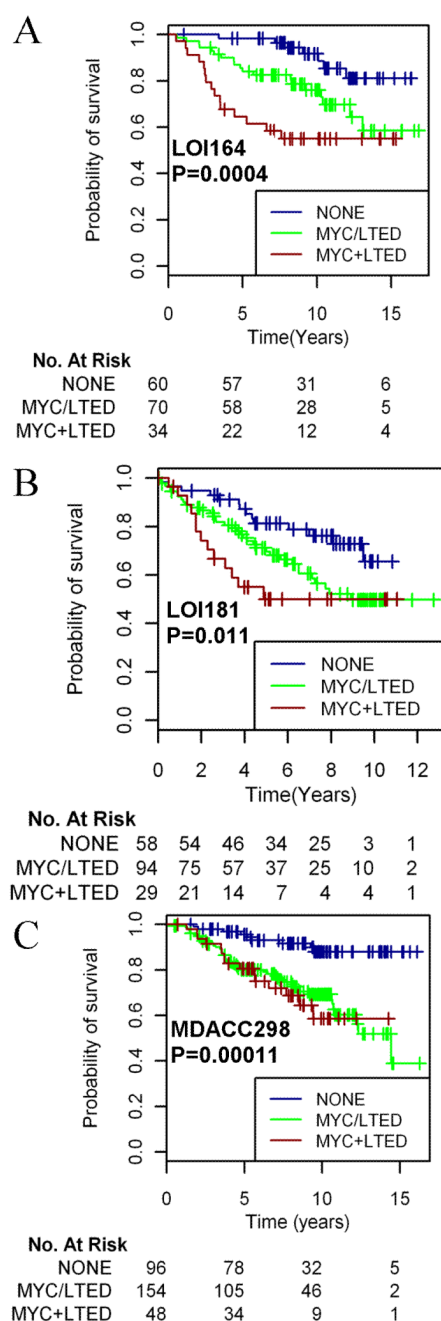 A
Probability of survival
1.0
0.8
0.6
0.4
0.2
0.0
LOI164
P=0.0004
NONE
MYC/LTED
MYC+LTED
0 5 10 15
Time(Years)
No. At Risk
NONE 60 57 31 6
MYC/LTED 70 58 28 5
MYC+LTED 34 22 12 4
B
Probability of survival
1.0
0.8
0.6
0.4
0.2
0.0
LOI181
P=0.011
NONE
MYC/LTED
MYC+LTED
0 2 4 6 8 10 12
Time(Years)
No. At Risk
NONE 58 54 46 34 25 3 1
MYC/LTED 94 75 57 37 25 10 2
MYC+LTED 29 21 14 7 4 4 1
C
Probability of survival
1.0
0.8
0.6
0.4
0.2
0.0
MDACC298
P=0.00011
NONE
MYC/LTED
MYC+LTED
0 5 10 15
Time (years)
No. At Risk
NONE 96 78 32 5
MYC/LTED 154 105 46 2
MYC+LTED 48 34 9 1